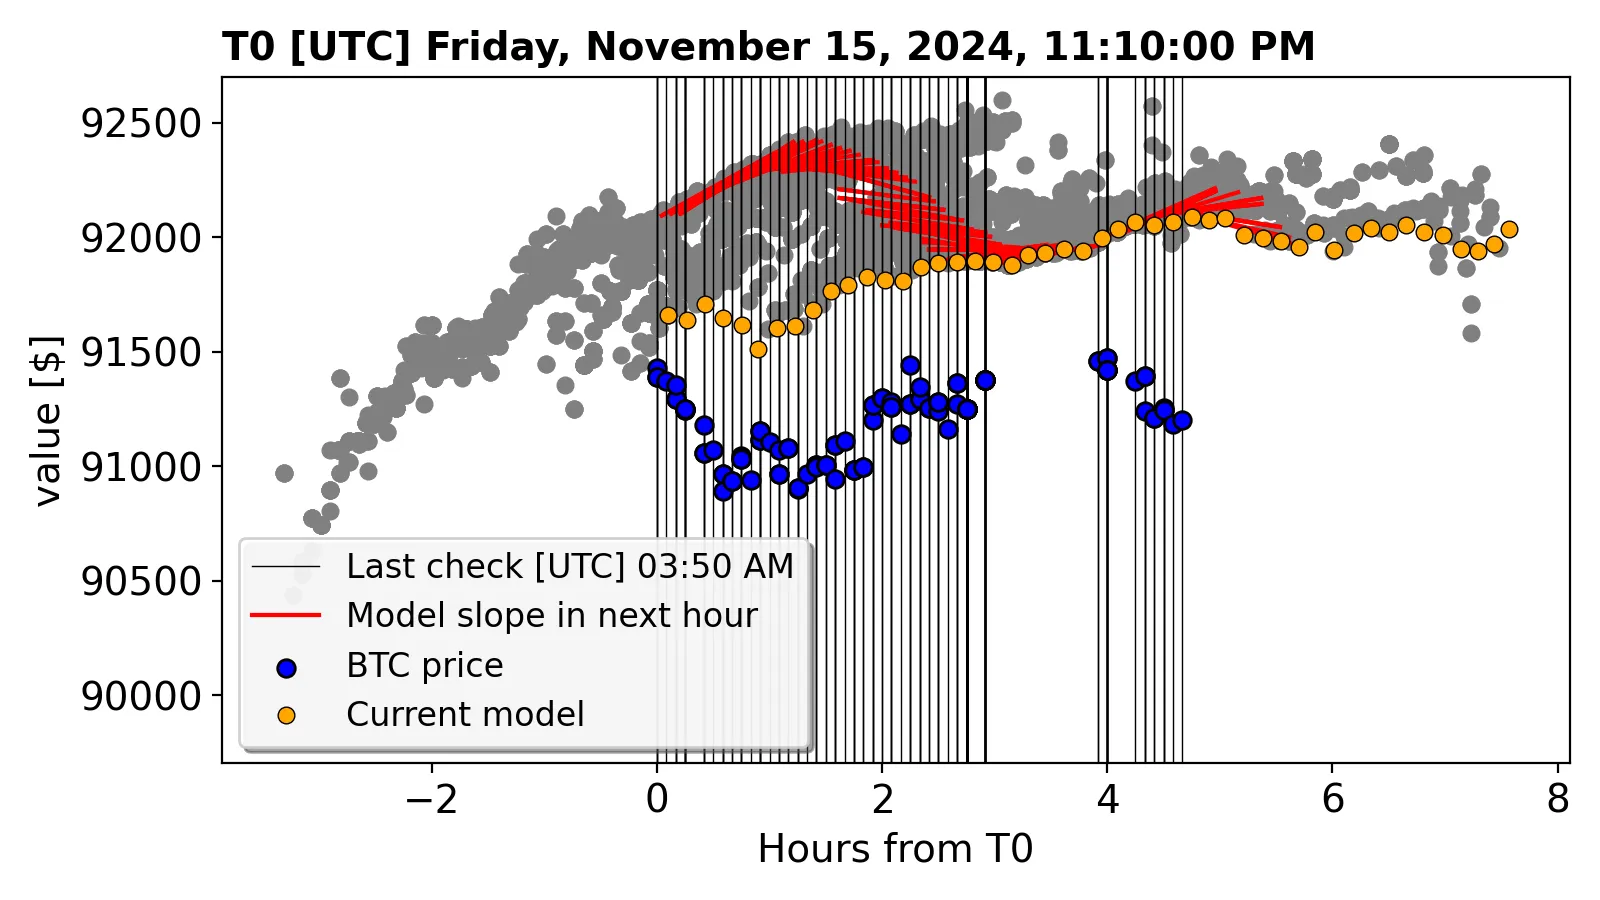 T0 [UTC] Friday, November 15, 2024, 11:10:00 PM
92500
92000
91500
91000
90500
90000
value [$]
Last check [UTC] 03:50 AM
Model slope in next hour
BTC price
Current model
−2 0 2 4 6 8
Hours from T0